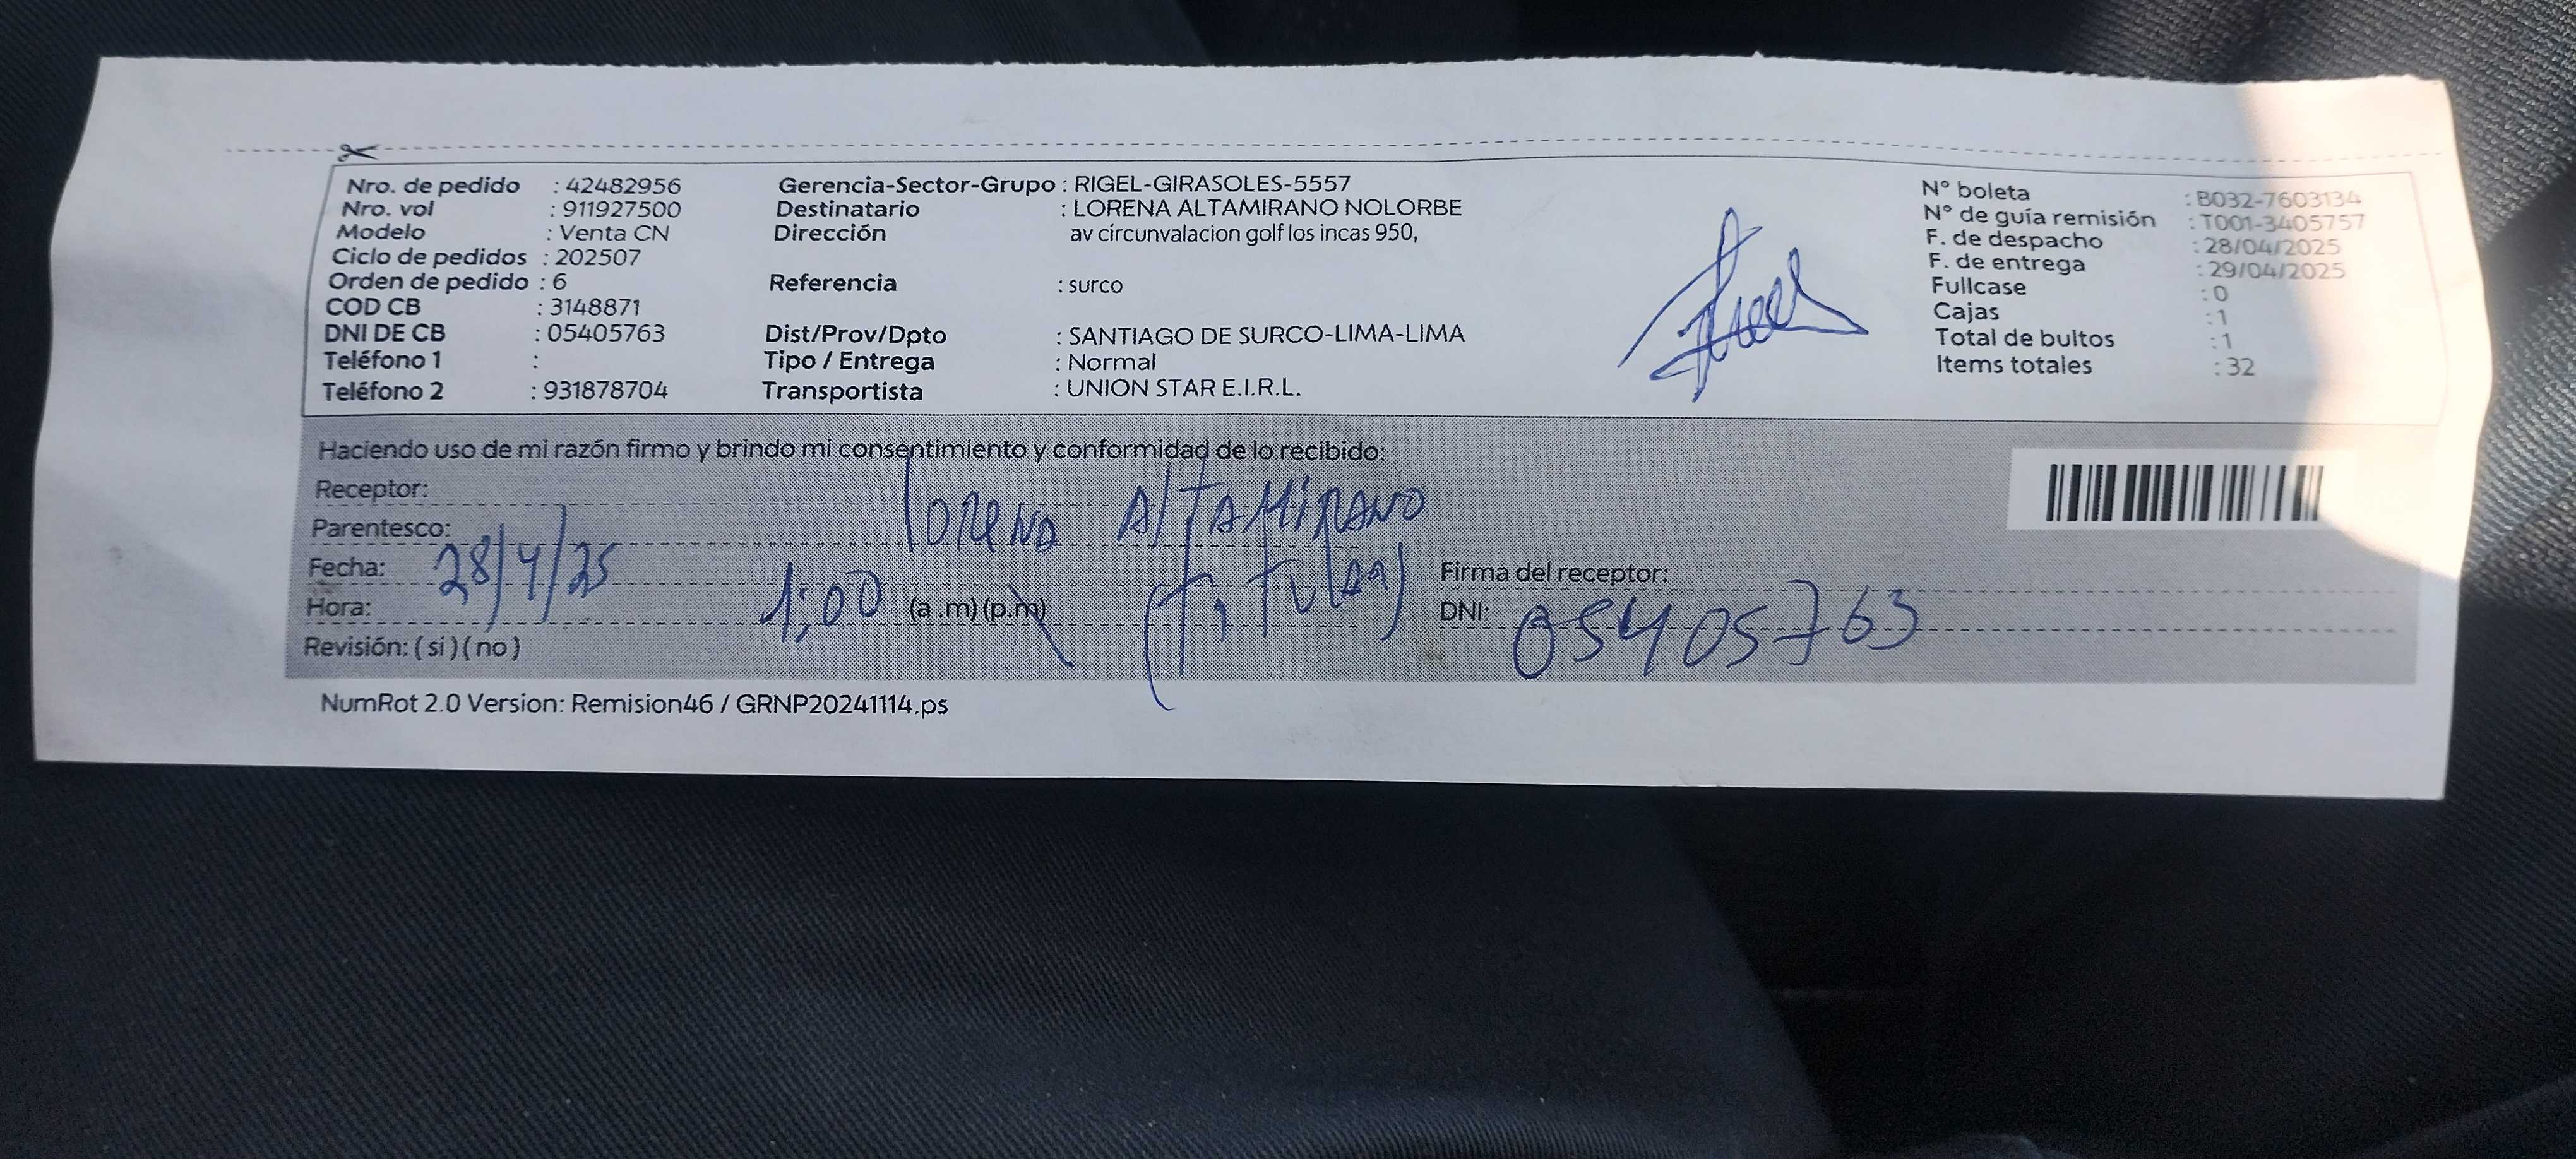 Nro. de pedido : 42482956
Nro. vol : 911927500
Modelo : Venta CN
Ciclo de pedidos : 202507
Orden de pedido : 6
COD CB : 3148871
DNI DE CB : 05405763
Teléfono 1 :
Teléfono 2 : 931878704
Gerencia-Sector-Grupo : RIGEL-GIRASOLES-5557
Destinatario : LORENA ALTAMIRANO NOLORBE
Dirección av circunvalacion golf los incas 950,
Referencia : surco
Dist/Prov/Dpto : SANTIAGO DE SURCO-LIMA-LIMA
Tipo / Entrega : Normal
Transportista : UNION STAR E.I.R.L.
N° boleta : B032-7603134
N° de guía remisión : T001-3405757
F. de despacho : 28/04/2025
F. de entrega : 29/04/2025
Fullcase : 0
Cajas : 1
Total de bultos : 1
Items totales : 32
Haciendo uso de mi razón firmo y brindo mi consentimiento y conformidad de lo recibido:
Receptor: LORENA ALTAMIRANO
Parentesco: (Titular)
Fecha: 28/4/25
Hora: 1:00 (a .m) (p.m)
Revisión: ( si ) ( no )
Firma del receptor:
DNI: 05405763
NumRot 2.0 Version: Remision46 / GRNP20241114.ps